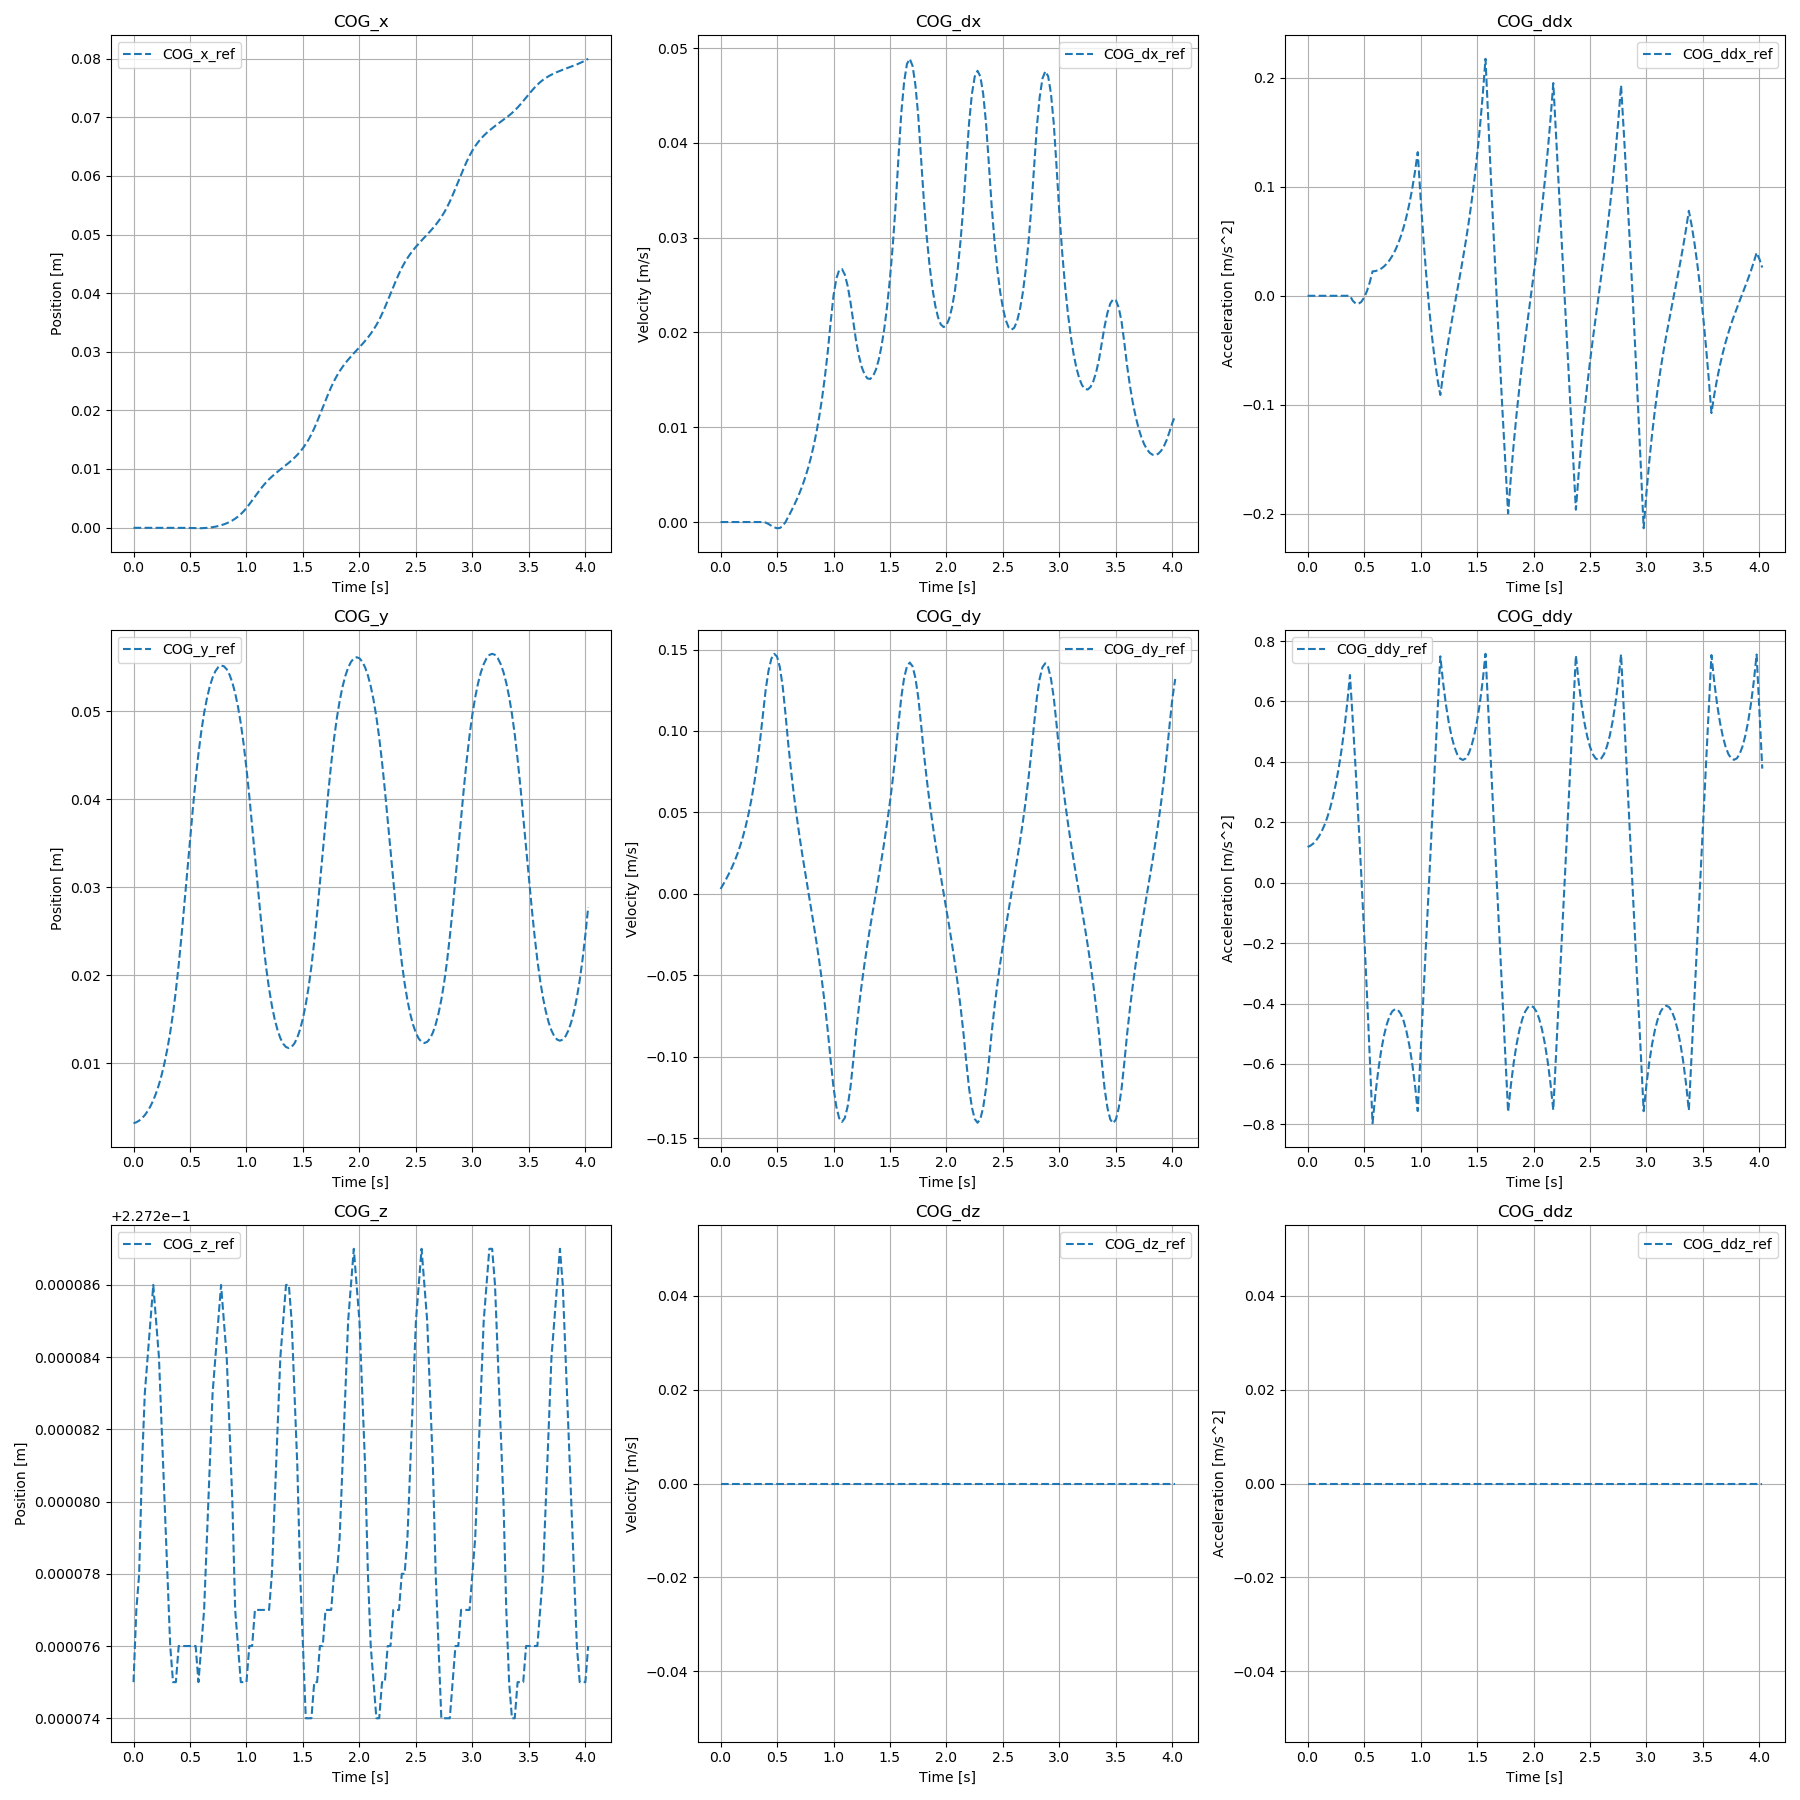 COG_x
COG_x_ref
0.08
0.07
0.06
0.05
0.04
0.03
0.02
0.01
0.00
Position [m]
0.0 0.5 1.0 1.5 2.0 2.5 3.0 3.5 4.0
Time [s]
COG_dx
COG_dx_ref
0.05
0.04
0.03
0.02
0.01
0.00
Velocity [m/s]
0.0 0.5 1.0 1.5 2.0 2.5 3.0 3.5 4.0
Time [s]
COG_ddx
COG_ddx_ref
0.2
0.1
0.0
−0.1
−0.2
Acceleration [m/s^2]
0.0 0.5 1.0 1.5 2.0 2.5 3.0 3.5 4.0
Time [s]
COG_y
COG_y_ref
0.05
0.04
0.03
0.02
0.01
Position [m]
0.0 0.5 1.0 1.5 2.0 2.5 3.0 3.5 4.0
Time [s]
COG_dy
COG_dy_ref
0.15
0.10
0.05
0.00
−0.05
−0.10
−0.15
Velocity [m/s]
0.0 0.5 1.0 1.5 2.0 2.5 3.0 3.5 4.0
Time [s]
COG_ddy
COG_ddy_ref
0.8
0.6
0.4
0.2
0.0
−0.2
−0.4
−0.6
−0.8
Acceleration [m/s^2]
0.0 0.5 1.0 1.5 2.0 2.5 3.0 3.5 4.0
Time [s]
COG_z
+2.272e−1
COG_z_ref
0.000086
0.000084
0.000082
0.000080
0.000078
0.000076
0.000074
Position [m]
0.0 0.5 1.0 1.5 2.0 2.5 3.0 3.5 4.0
Time [s]
COG_dz
COG_dz_ref
0.04
0.02
0.00
−0.02
−0.04
Velocity [m/s]
0.0 0.5 1.0 1.5 2.0 2.5 3.0 3.5 4.0
Time [s]
COG_ddz
COG_ddz_ref
0.04
0.02
0.00
−0.02
−0.04
Acceleration [m/s^2]
0.0 0.5 1.0 1.5 2.0 2.5 3.0 3.5 4.0
Time [s]